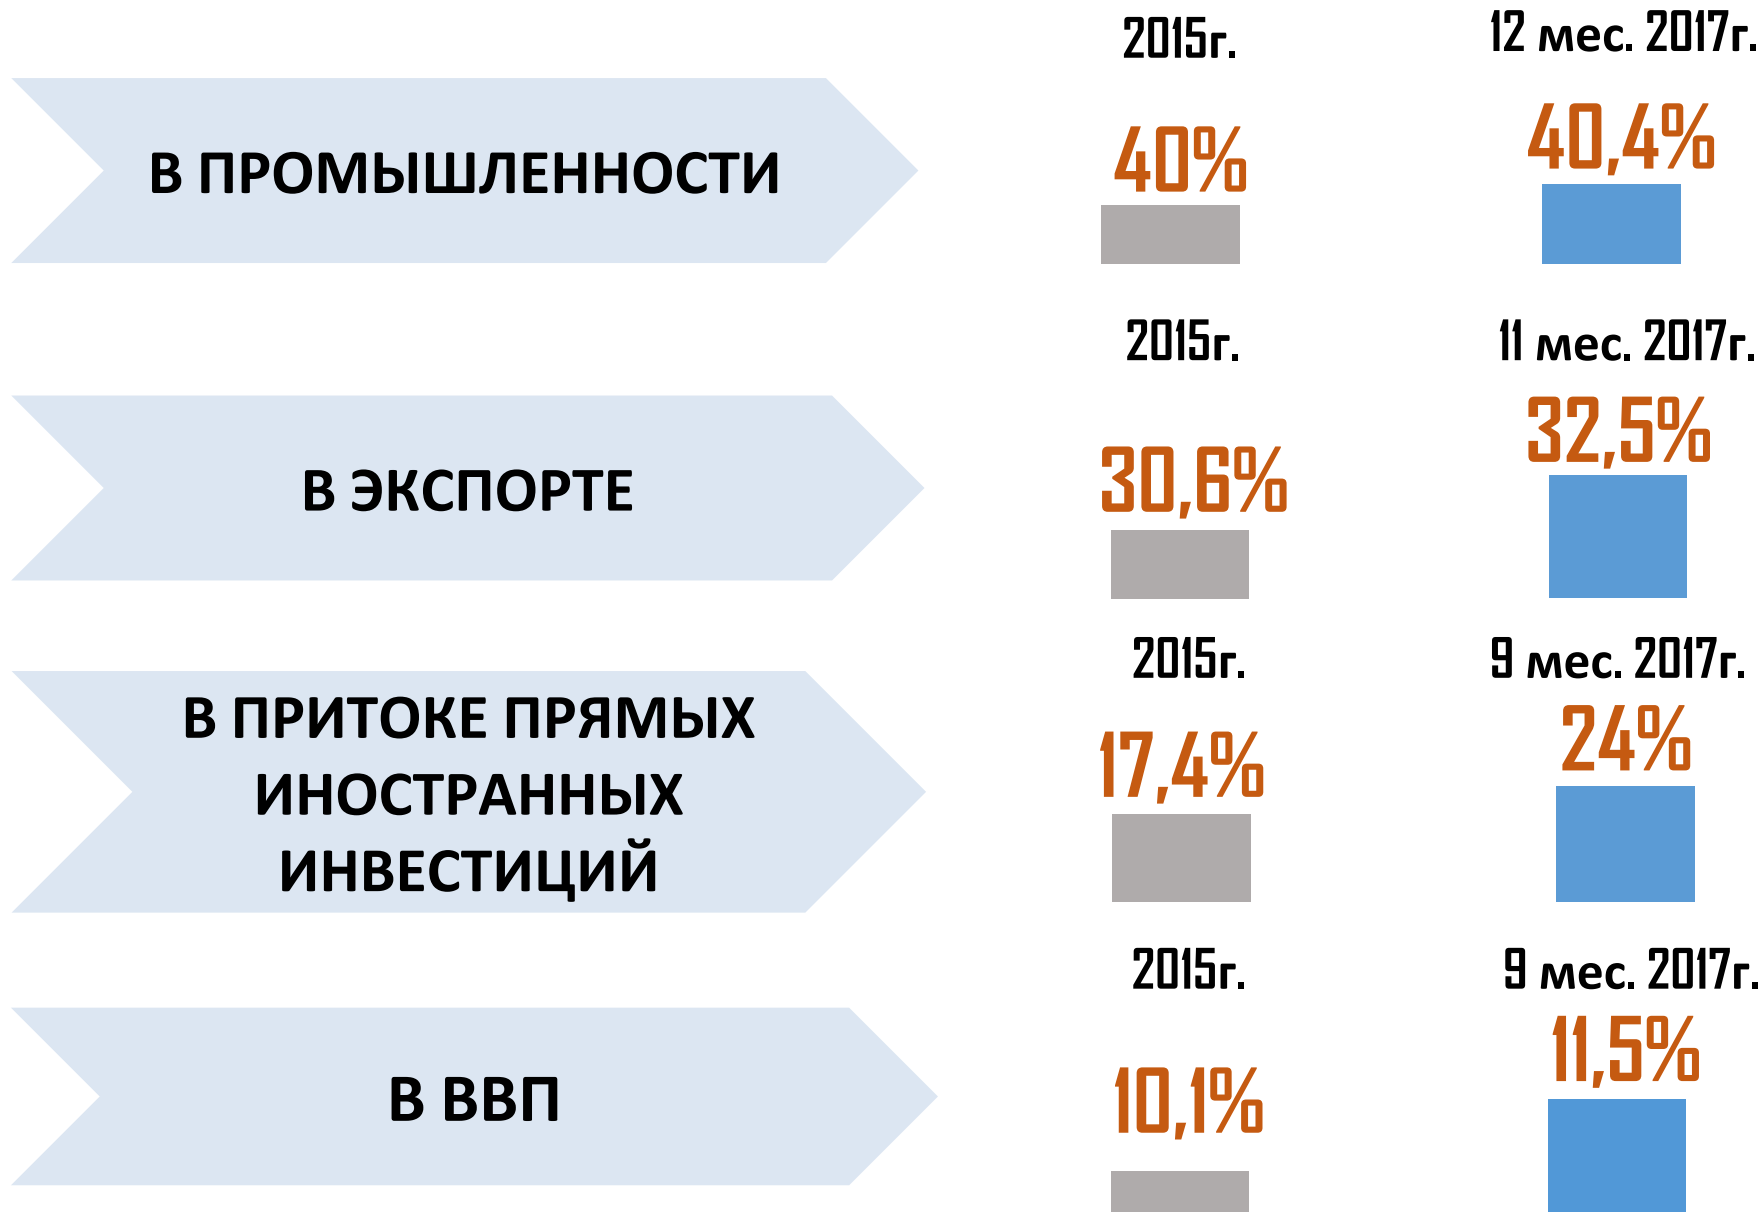 2015г.
12 мес. 2017г.
В ПРОМЫШЛЕННОСТИ
40%
40,4%
2015г.
11 мес. 2017г.
В ЭКСПОРТЕ
30,6%
32,5%
2015г.
9 мес. 2017г.
В ПРИТОКЕ ПРЯМЫХ
ИНОСТРАННЫХ
ИНВЕСТИЦИЙ
17,4%
24%
2015г.
9 мес. 2017г.
В ВВП
10,1%
11,5%